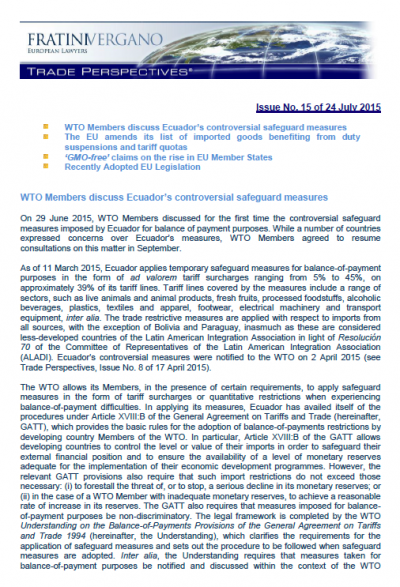 FRATINIVERGANO
EUROPEAN LAWYERS
TRADE PERSPECTIVES®
Issue No. 15 of 24 July 2015
WTO Members discuss Ecuador's controversial safeguard measures
The EU amends its list of imported goods benefiting from duty
suspensions and tariff quotas
'GMO-free' claims on the rise in EU Member States
Recently Adopted EU Legislation
WTO Members discuss Ecuador's controversial safeguard measures
On 29 June 2015, WTO Members discussed for the first time the controversial safeguard
measures imposed by Ecuador for balance of payment purposes. While a number of countries
expressed concerns over Ecuador's measures, WTO Members agreed to resume
consultations on this matter in September.
As of 11 March 2015, Ecuador applies temporary safeguard measures for balance-of-payment
purposes in the form of ad valorem tariff surcharges ranging from 5% to 45%, on
approximately 39% of its tariff lines. Tariff lines covered by the measures include a range of
sectors, such as live animals and animal products, fresh fruits, processed foodstuffs, alcoholic
beverages, plastics, textiles and apparel, footwear, electrical machinery and transport
equipment, inter alia. The trade restrictive measures are applied with respect to imports from
all sources, with the exception of Bolivia and Paraguay, inasmuch as these are considered
less-developed countries of the Latin American Integration Association in light of Resolución
70 of the Committee of Representatives of the Latin American Integration Association
(ALADI). Ecuador's controversial measures were notified to the WTO on 2 April 2015 (see
Trade Perspectives, Issue No. 8 of 17 April 2015).
The WTO allows its Members, in the presence of certain requirements, to apply safeguard
measures in the form of tariff surcharges or quantitative restrictions when experiencing
balance-of-payment difficulties. In applying its measures, Ecuador has availed itself of the
procedures under Article XVIII:B of the General Agreement on Tariffs and Trade (hereinafter,
GATT), which provides the basic rules for the adoption of balance-of-payments restrictions by
developing country Members of the WTO. In particular, Article XVIII:B of the GATT allows
developing countries to control the level or value of their imports in order to safeguard their
external financial position and to ensure the availability of a level of monetary reserves
adequate for the implementation of their economic development programmes. However, the
relevant GATT provisions also require that such import restrictions do not exceed those
necessary: (i) to forestall the threat of, or to stop, a serious decline in its monetary reserves; or
(ii) in the case of a WTO Member with inadequate monetary reserves, to achieve a reasonable
rate of increase in its reserves. The GATT also requires that measures imposed for balance-
of-payment purposes be non-discriminatory. The legal framework is completed by the WTO
Understanding on the Balance-of-Payments Provisions of the General Agreement on Tariffs
and Trade 1994 (hereinafter, the Understanding), which clarifies the requirements for the
application of safeguard measures and sets out the procedure to be followed when safeguard
measures are adopted. Inter alia, the Understanding requires that measures taken for
balance-of-payment purposes be notified and discussed within the context of the WTO